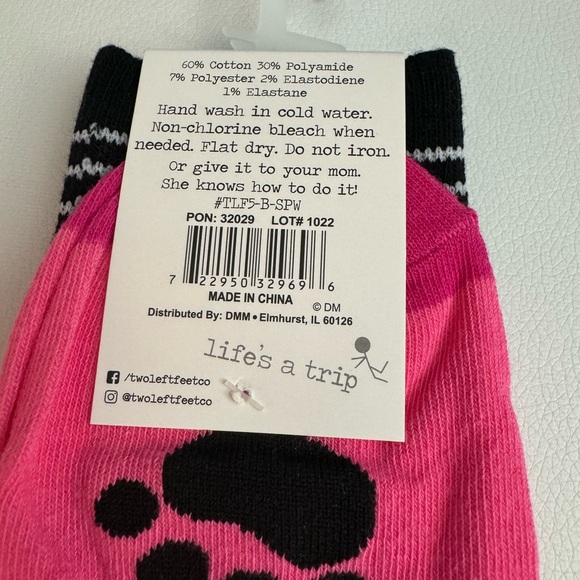 60% Cotton 30% Polyamide
7% Polyester 2% Elastodiene
1% Elastane
Hand wash in cold water.
Non-chlorine bleach when
needed. Flat dry. Do not iron.
Or give it to your mom.
She knows how to do it!
#TLF5-B-SPW
PON: 32029 LOT# 1022
7 22950 32969 6
MADE IN CHINA
© DM
Distributed By: DMM • Elmhurst, IL 60126
life's a trip
/twoleftfeetco
@twoleftfeetco